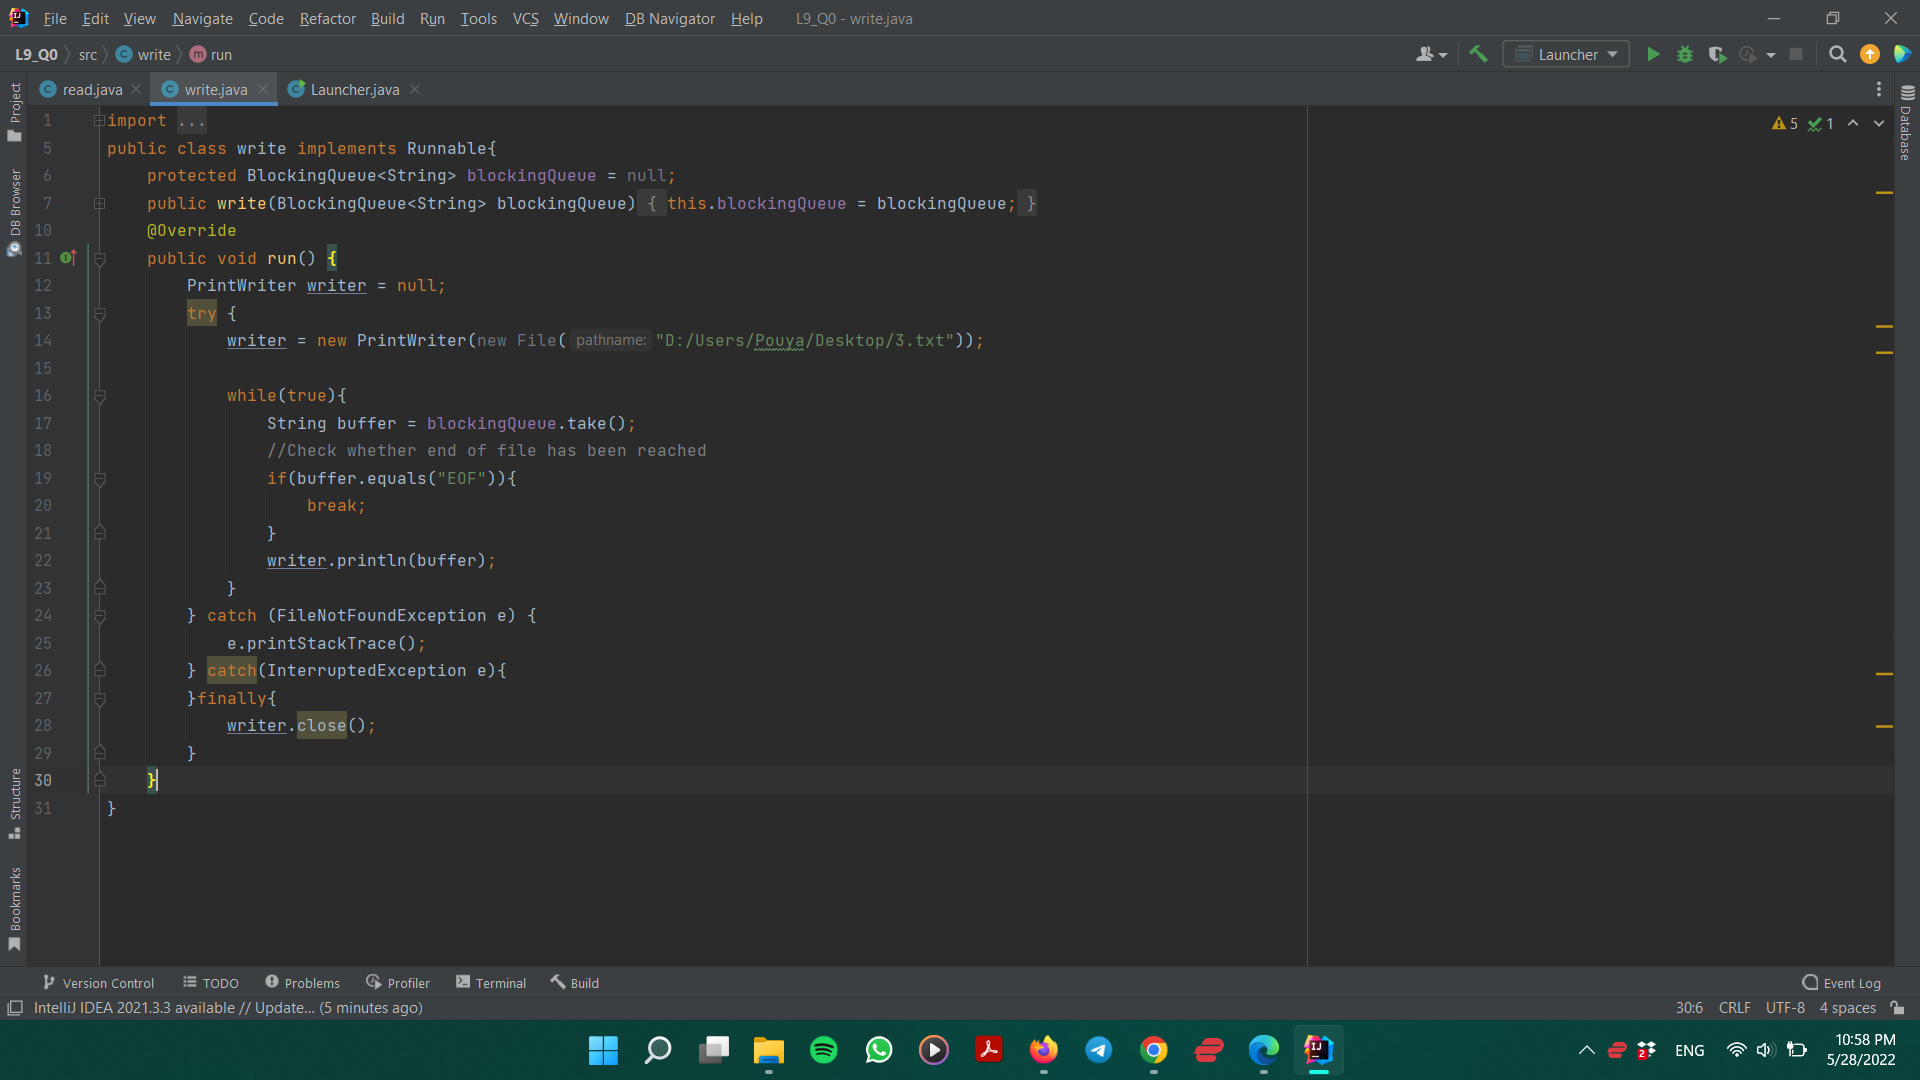 File Edit View Navigate Code Refactor Build Run Tools VCS Window DB Navigator Help L9_Q0 - write.java
L9_Q0 src write run Launcher
read.java write.java Launcher.java
Project
DB Browser
Structure
Bookmarks
Database
5 1
1 import ...
5 public class write implements Runnable{
6 protected BlockingQueue<String> blockingQueue = null;
7 public write(BlockingQueue<String> blockingQueue) { this.blockingQueue = blockingQueue; }
10 @Override
11 public void run() {
12 PrintWriter writer = null;
13 try {
14 writer = new PrintWriter(new File( pathname: "D:/Users/Pouya/Desktop/3.txt"));
15
16 while(true){
17 String buffer = blockingQueue.take();
18 //Check whether end of file has been reached
19 if(buffer.equals("EOF")){
20 break;
21 }
22 writer.println(buffer);
23 }
24 } catch (FileNotFoundException e) {
25 e.printStackTrace();
26 } catch(InterruptedException e){
27 }finally{
28 writer.close();
29 }
30 }
31 }
Version Control TODO Problems Profiler Terminal Build Event Log
IntelliJ IDEA 2021.3.3 available // Update... (5 minutes ago) 30:6 CRLF UTF-8 4 spaces
ENG 10:58 PM
5/28/2022